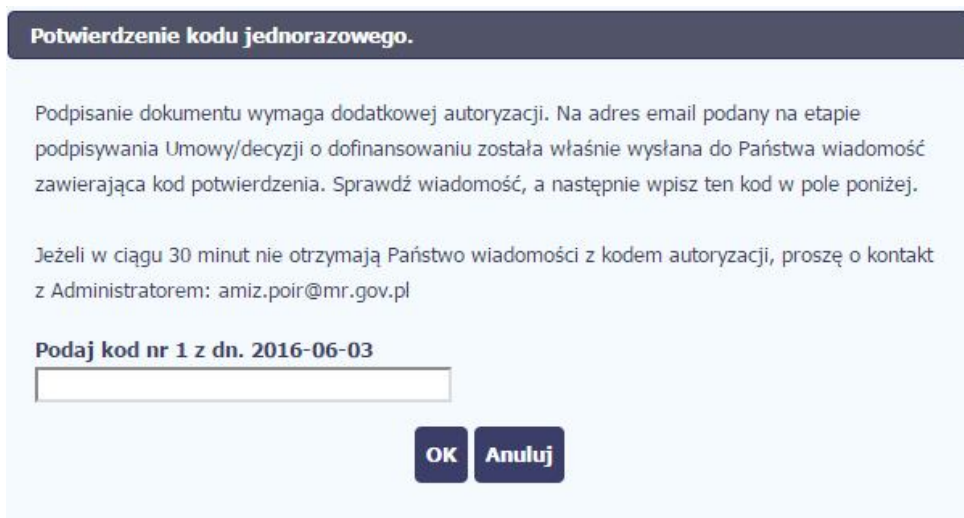 Potwierdzenie kodu jednorazowego.
Podpisanie dokumentu wymaga dodatkowej autoryzacji. Na adres email podany na etapie
podpisywania Umowy/decyzji o dofinansowaniu została właśnie wysłana do Państwa wiadomość
zawierająca kod potwierdzenia. Sprawdź wiadomość, a następnie wpisz ten kod w pole poniżej.
Jeżeli w ciągu 30 minut nie otrzymają Państwo wiadomości z kodem autoryzacji, proszę o kontakt
z Administratorem: amiz.poir@mr.gov.pl
Podaj kod nr 1 z dn. 2016-06-03
OK Anuluj